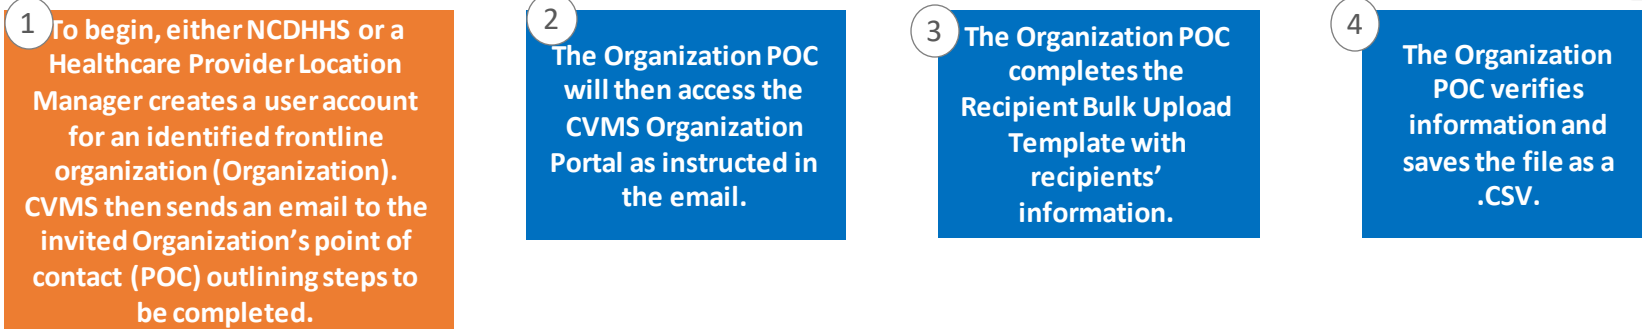 1
To begin, either NCDHHS or a
Healthcare Provider Location
Manager creates a user account
for an identified frontline
organization (Organization).
CVMS then sends an email to the
invited Organization's point of
contact (POC) outlining steps to
be completed.
2
The Organization POC
will then access the
CVMS Organization
Portal as instructed in
the email.
3
The Organization POC
completes the
Recipient Bulk Upload
Template with
recipients'
information.
4
The Organization
POC verifies
information and
saves the file as a
.CSV.